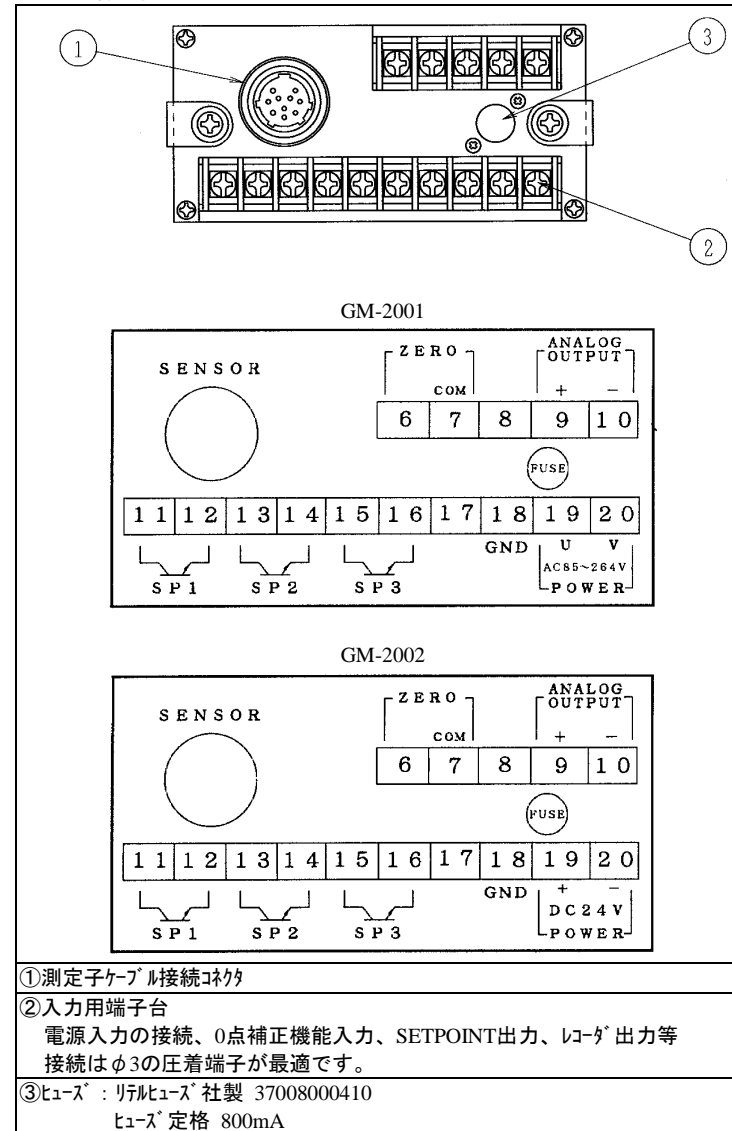 1
3
2
GM-2001
SENSOR
ZERO
COM
ANALOG
OUTPUT
+ −
6 7 8 9 10
FUSE
11 12 13 14 15 16 17 18 19 20
SP1 SP2 SP3
GND
U V
AC85~264V
POWER
GM-2002
SENSOR
ZERO
COM
ANALOG
OUTPUT
+ −
6 7 8 9 10
FUSE
11 12 13 14 15 16 17 18 19 20
SP1 SP2 SP3
GND
+ −
DC24V
POWER
①測定子ｹｰﾌﾞﾙ接続ｺﾈｸﾀ
②入力用端子台
電源入力の接続、0点補正機能入力、SETPOINT出力、ﾚｺｰﾀﾞ出力等
接続はφ3の圧着端子が最適です。
③ﾋｭｰｽﾞ：ﾘﾃﾙﾋｭｰｽﾞ社製 37008000410
ﾋｭｰｽﾞ定格 800mA